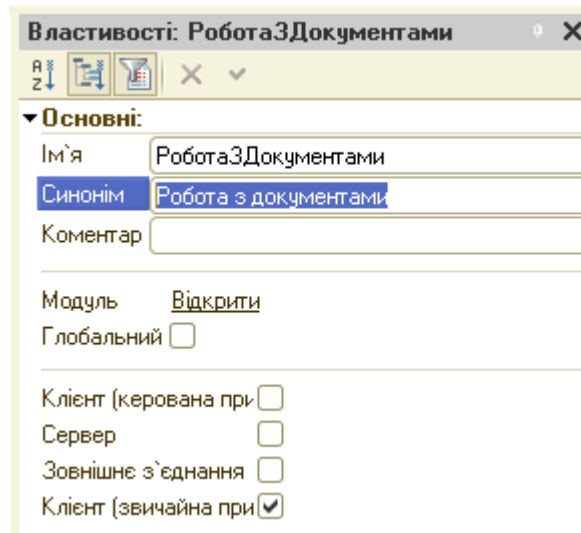 Властивості: РоботаЗДокументами
Основні:
Ім`я РоботаЗДокументами
Синонім Робота з документами
Коментар
Модуль Відкрити
Глобальний
Клієнт (керована при
Сервер
Зовнішнє з`єднання
Клієнт (звичайна при